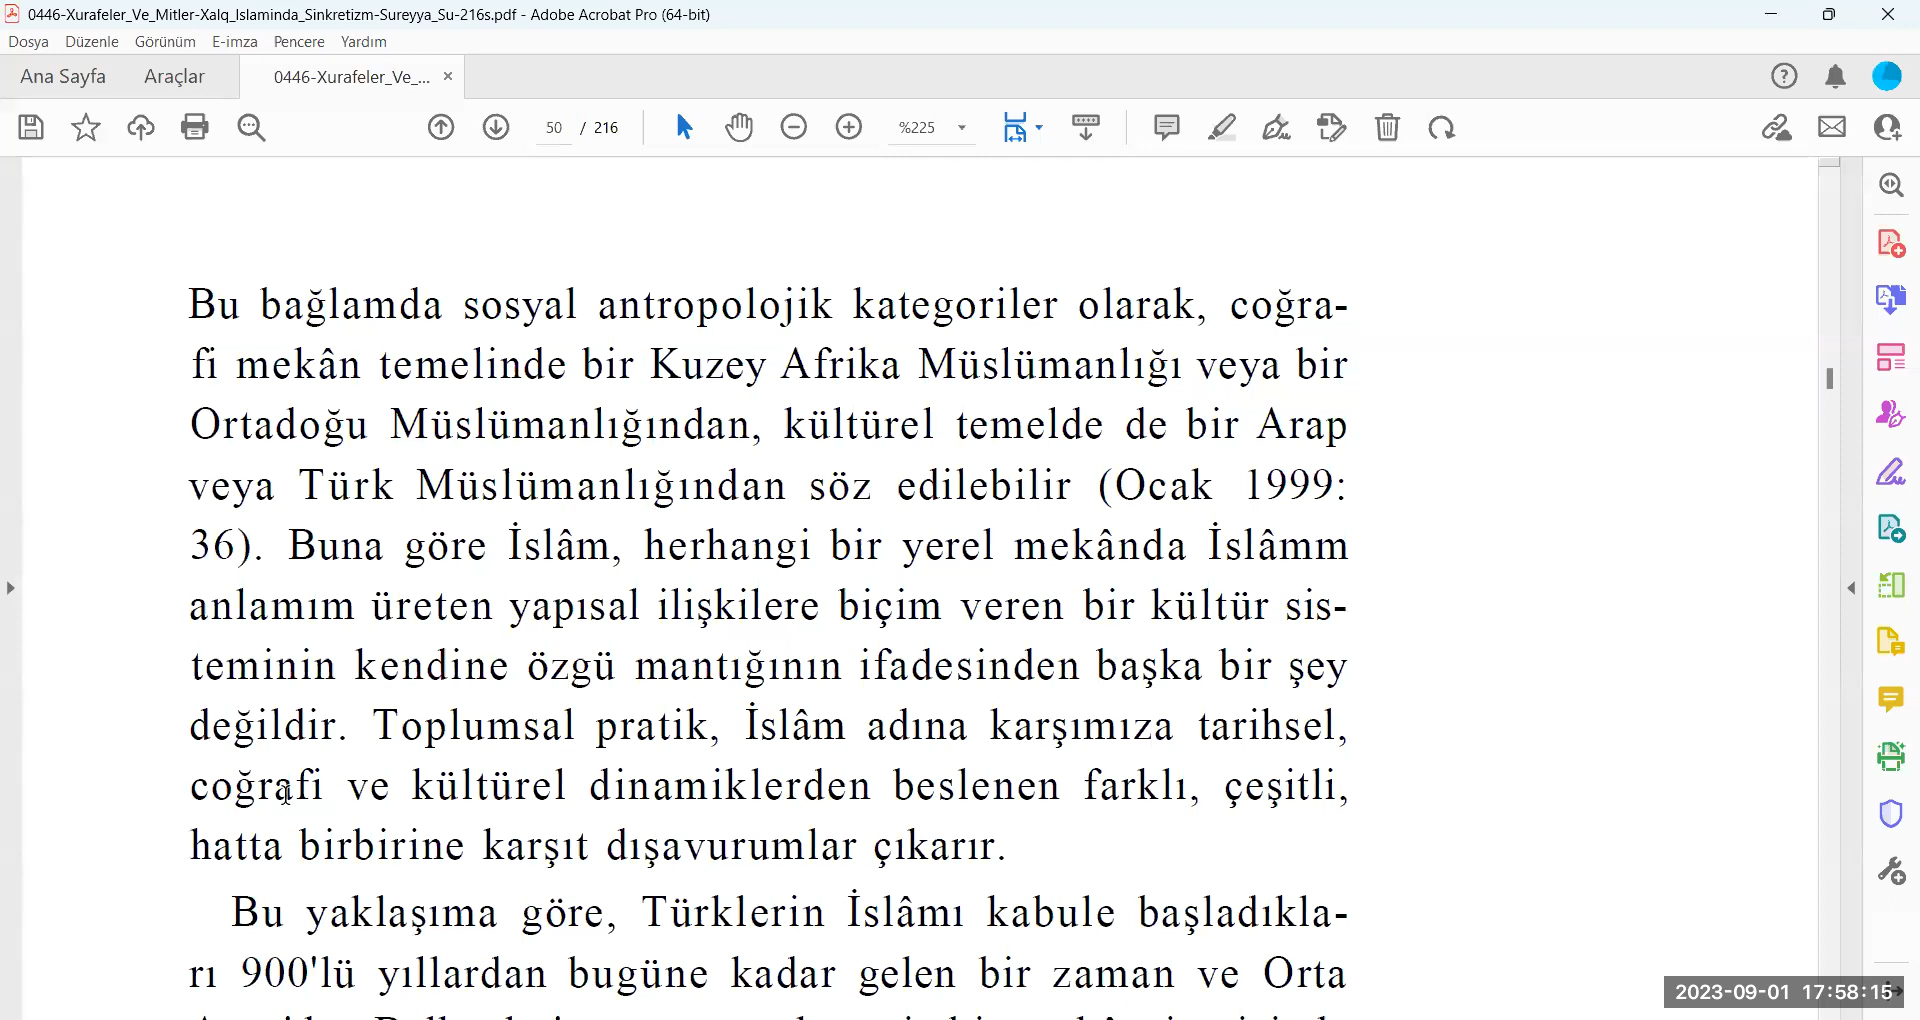 0446-Xurafeler_Ve_Mitler-Xalq_Islaminda_Sinkretizm-Sureyya_Su-216s.pdf - Adobe Acrobat Pro (64-bit)
Dosya Düzenle Görünüm E-imza Pencere Yardım
Ana Sayfa Araçlar 0446-Xurafeler_Ve_... ×
50 / 216 %225
Bu bağlamda sosyal antropolojik kategoriler olarak, coğra-
fi mekân temelinde bir Kuzey Afrika Müslümanlığı veya bir
Ortadoğu Müslümanlığından, kültürel temelde de bir Arap
veya Türk Müslümanlığından söz edilebilir (Ocak 1999:
36). Buna göre İslâm, herhangi bir yerel mekânda İslâmm
anlamım üreten yapısal ilişkilere biçim veren bir kültür sis-
teminin kendine özgü mantığının ifadesinden başka bir şey
değildir. Toplumsal pratik, İslâm adına karşımıza tarihsel,
coğrafi ve kültürel dinamiklerden beslenen farklı, çeşitli,
hatta birbirine karşıt dışavurumlar çıkarır.
Bu yaklaşıma göre, Türklerin İslâmı kabule başladıkla-
rı 900'lü yıllardan bugüne kadar gelen bir zaman ve Orta
2023-09-01 17:58:15